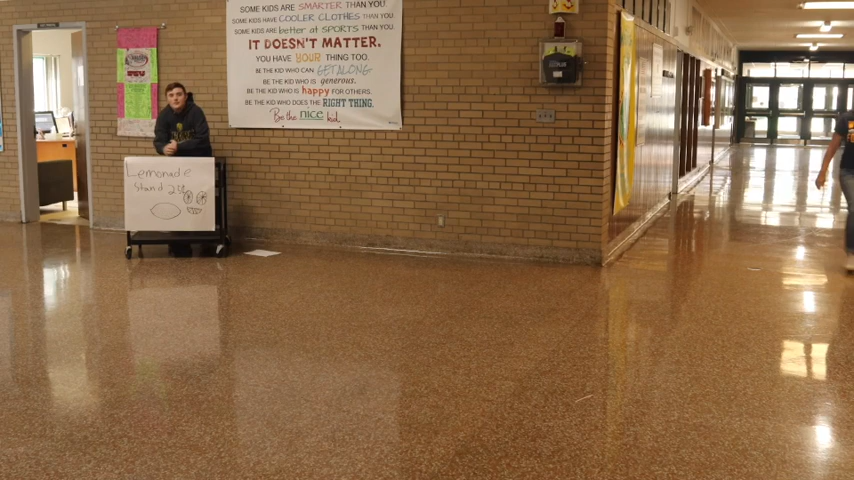 SOME KIDS ARE SMARTER THAN YOU.
SOME KIDS HAVE COOLER CLOTHES THAN YOU.
SOME KIDS ARE better at SPORTS THAN YOU.
IT DOESN'T MATTER.
YOU HAVE YOUR THING TOO.
BE THE KID WHO CAN GET ALONG.
BE THE KID WHO IS generous.
BE THE KID WHO IS happy FOR OTHERS.
BE THE KID WHO DOES THE RIGHT THING.
Be the nice kid.
Lemonade
Stand